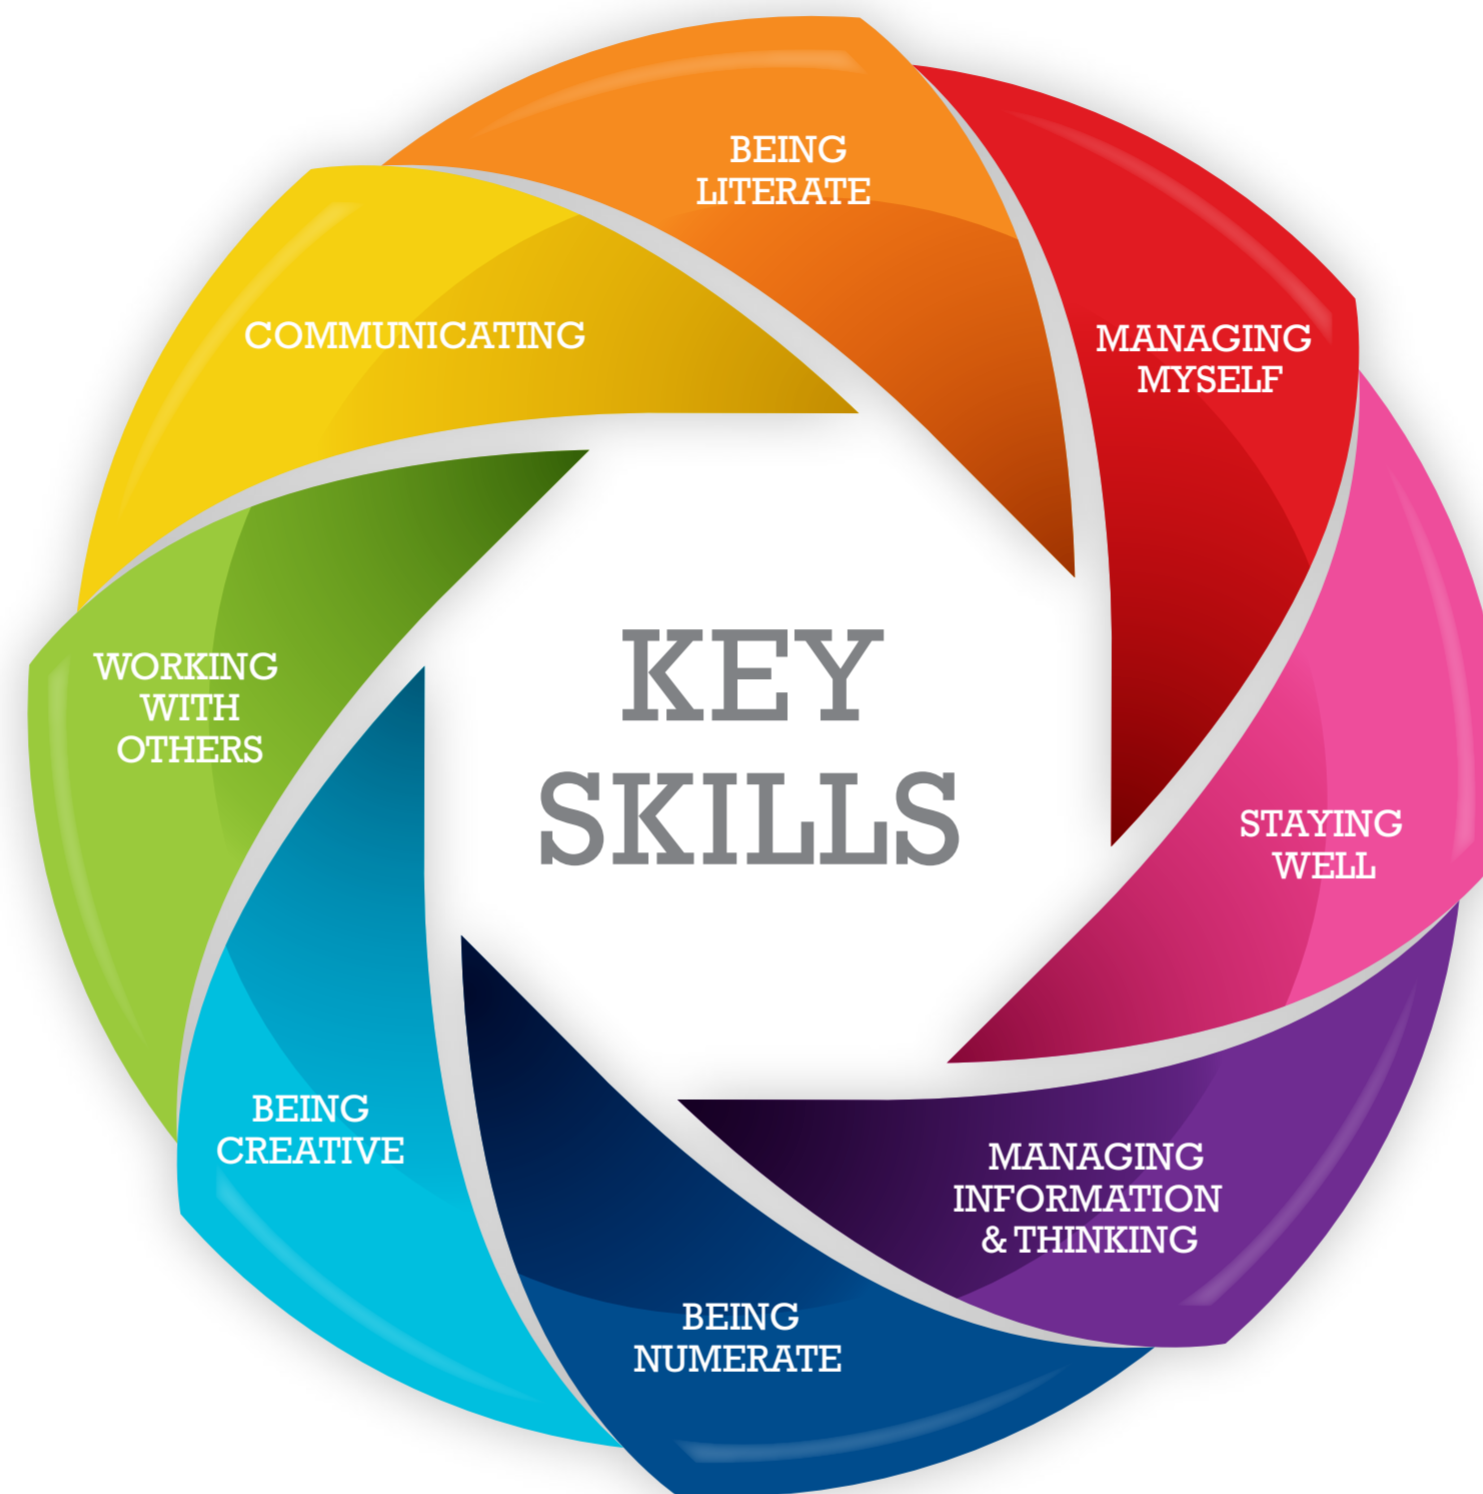 BEING
LITERATE
MANAGING
MYSELF
STAYING
WELL
MANAGING
INFORMATION
& THINKING
BEING
NUMERATE
BEING
CREATIVE
WORKING
WITH
OTHERS
COMMUNICATING
KEY
SKILLS